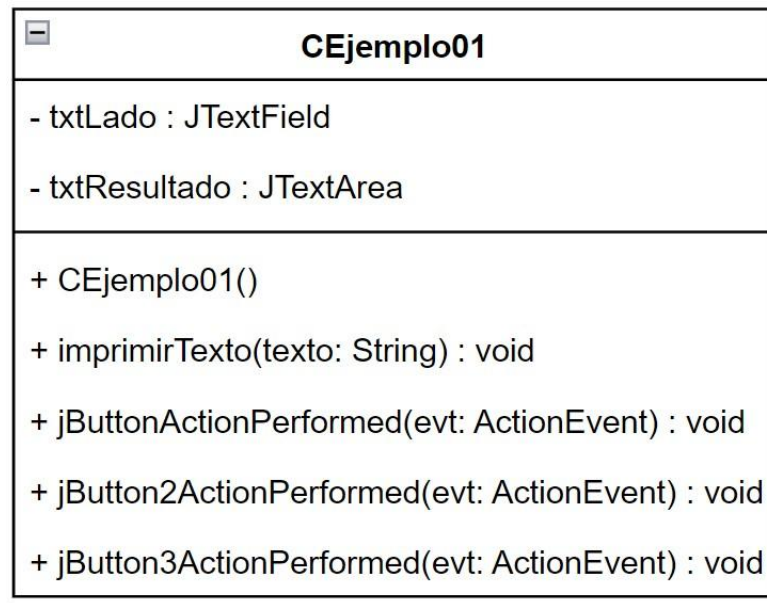 CEjemplo01
- txtLado : JTextField
- txtResultado : JTextArea
+ CEjemplo01()
+ imprimirTexto(texto: String) : void
+ jButtonActionPerformed(evt: ActionEvent) : void
+ jButton2ActionPerformed(evt: ActionEvent) : void
+ jButton3ActionPerformed(evt: ActionEvent) : void